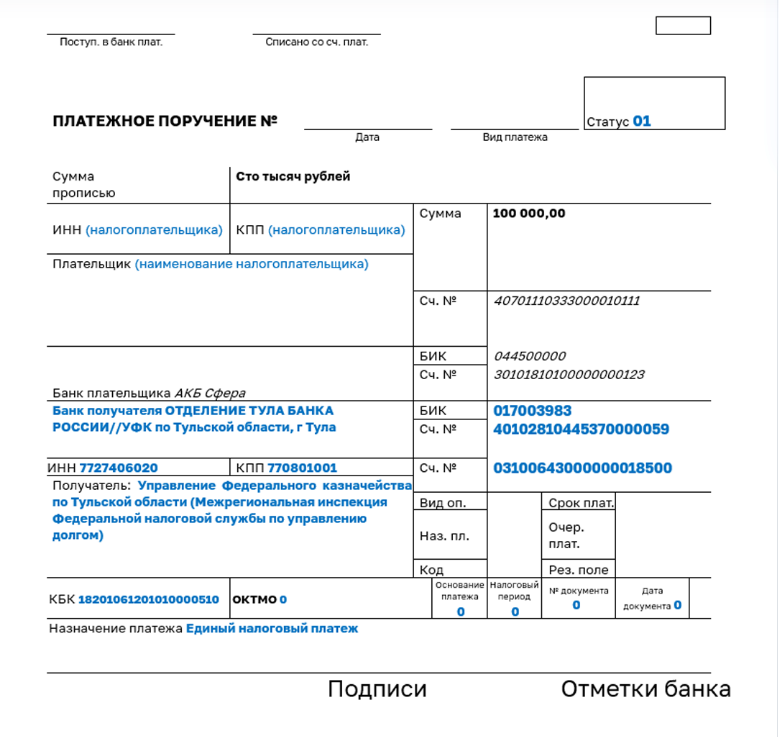 Поступ. в банк плат.
Списано со сч. плат.
ПЛАТЕЖНОЕ ПОРУЧЕНИЕ №
Статус 01
Дата
Вид платежа
Сумма
прописью
Сто тысяч рублей
ИНН (налогоплательщика)
КПП (налогоплательщика)
Сумма
100 000,00
Плательщик (наименование налогоплательщика)
Сч. №
40701110333000010111
БИК
044500000
Сч. №
30101810100000000123
Банк плательщика АКБ Сфера
Банк получателя ОТДЕЛЕНИЕ ТУЛА БАНКА
РОССИИ//УФК по Тульской области, г Тула
БИК
017003983
Сч. №
40102810445370000059
ИНН 7727406020
КПП 770801001
Сч. №
03100643000000018500
Получатель: Управление Федерального казначейства
по Тульской области (Межрегиональная инспекция
Федеральной налоговой службы по управлению
долгом)
Вид оп.
Срок плат.
Наз. пл.
Очер.
плат.
Код
Рез. поле
КБК 18201061201010000510
ОКТМО 0
Основание
платежа
0
Налоговый
период
0
№ документа
0
Дата
документа 0
Назначение платежа Единый налоговый платеж
Подписи
Отметки банка